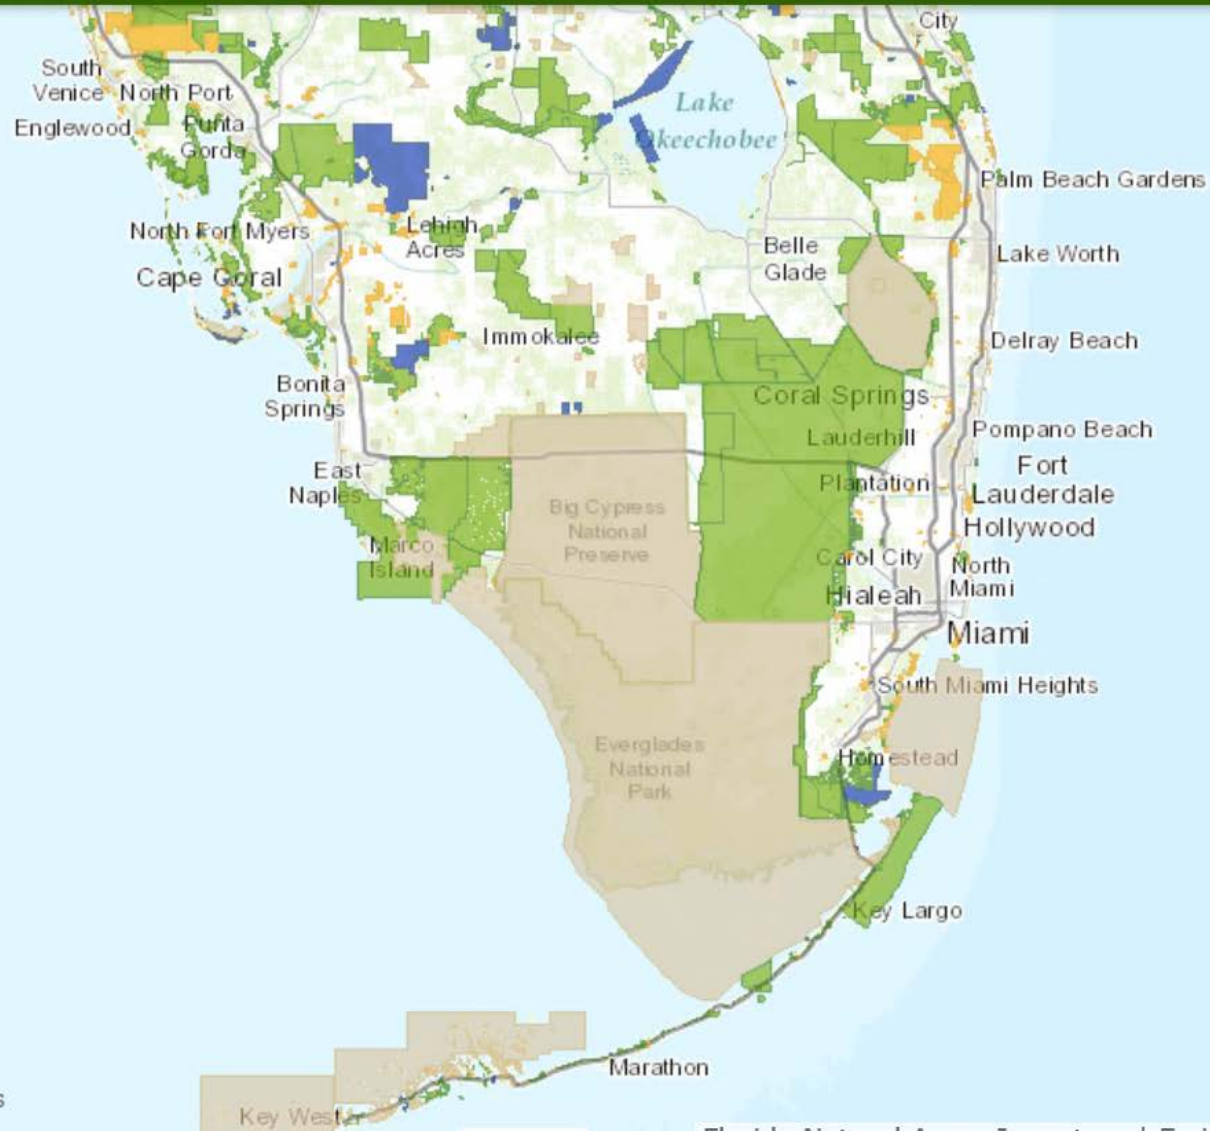 City
South
Venice
North Port
Englewood
Punta
Gorda
Lake
Okeechobee
Palm Beach Gardens
North Fort Myers
Lehigh
Acres
Belle
Glade
Lake Worth
Cape Coral
Immokalee
Delray Beach
Bonita
Springs
Coral Springs
Lauderhill
Pompano Beach
East
Naples
Plantation
Fort
Lauderdale
Big Cypress
National
Preserve
Hollywood
Marco
Island
Carol City
North
Miami
Hialeah
Miami
South Miami Heights
Everglades
National
Park
Homestead
Key Largo
Marathon
s
Key West